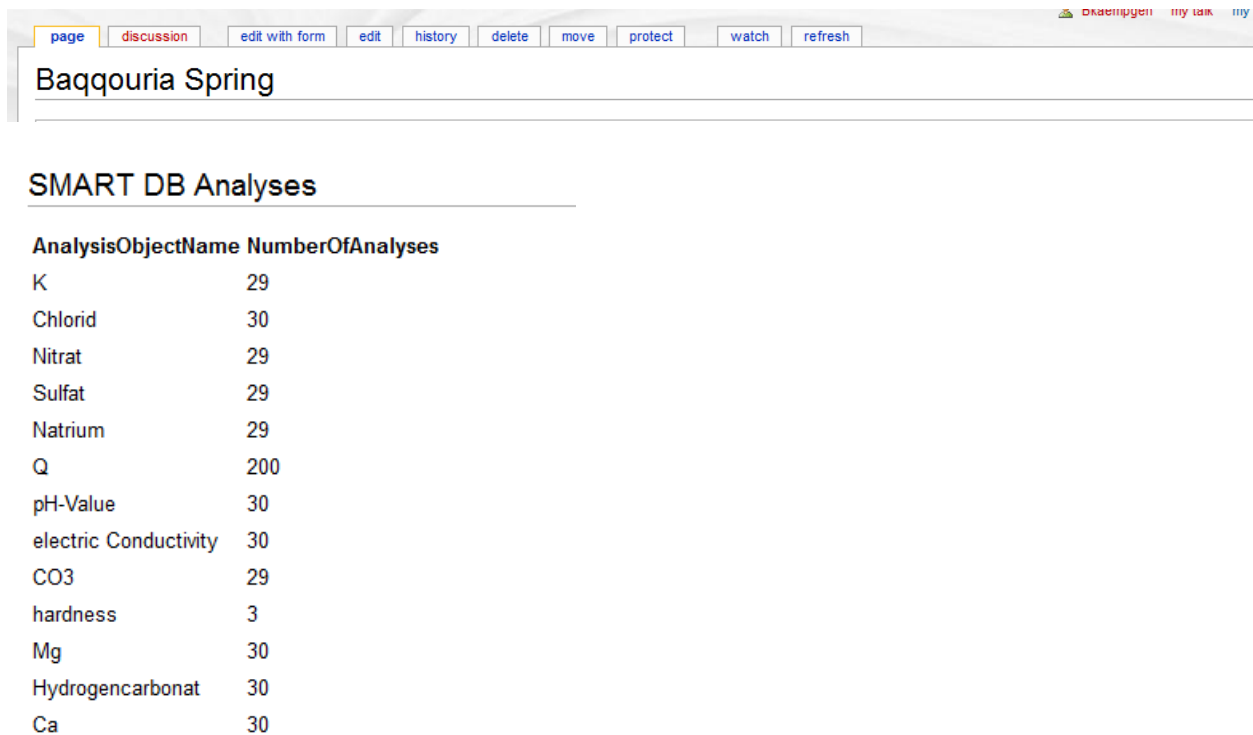 Bkaempgen my talk my
page discussion edit with form edit history delete move protect watch refresh
Baqqouria Spring
SMART DB Analyses
AnalysisObjectName NumberOfAnalyses
K 29
Chlorid 30
Nitrat 29
Sulfat 29
Natrium 29
Q 200
pH-Value 30
electric Conductivity 30
CO3 29
hardness 3
Mg 30
Hydrogencarbonat 30
Ca 30